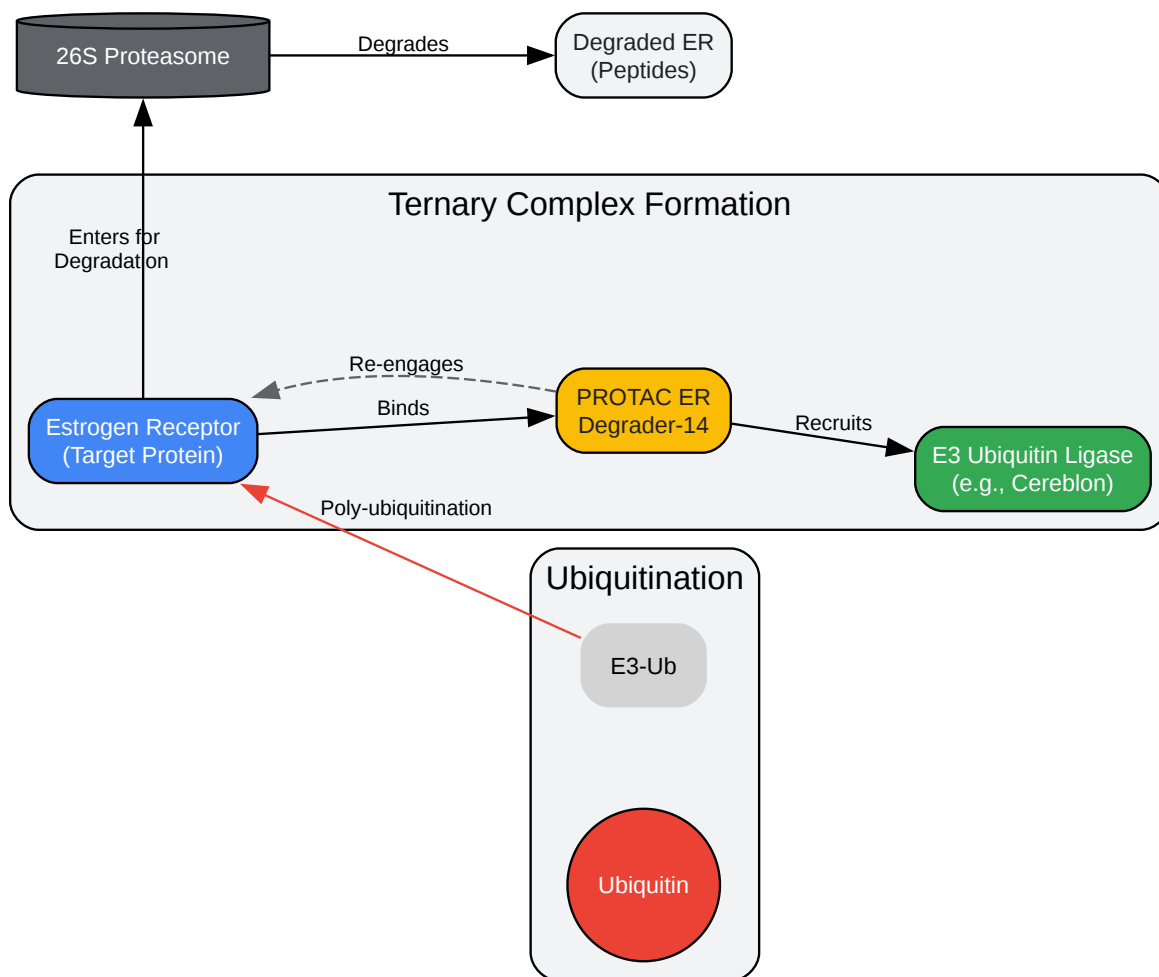 26S Proteasome
Degrades
Degraded ER
(Peptides)
Ternary Complex Formation
Enters for
Degradation
Re-engages
Estrogen Receptor
(Target Protein)
Binds
PROTAC ER
Degrader-14
Recruits
E3 Ubiquitin Ligase
(e.g., Cereblon)
Poly-ubiquitination
Ubiquitination
E3-Ub
Ubiquitin